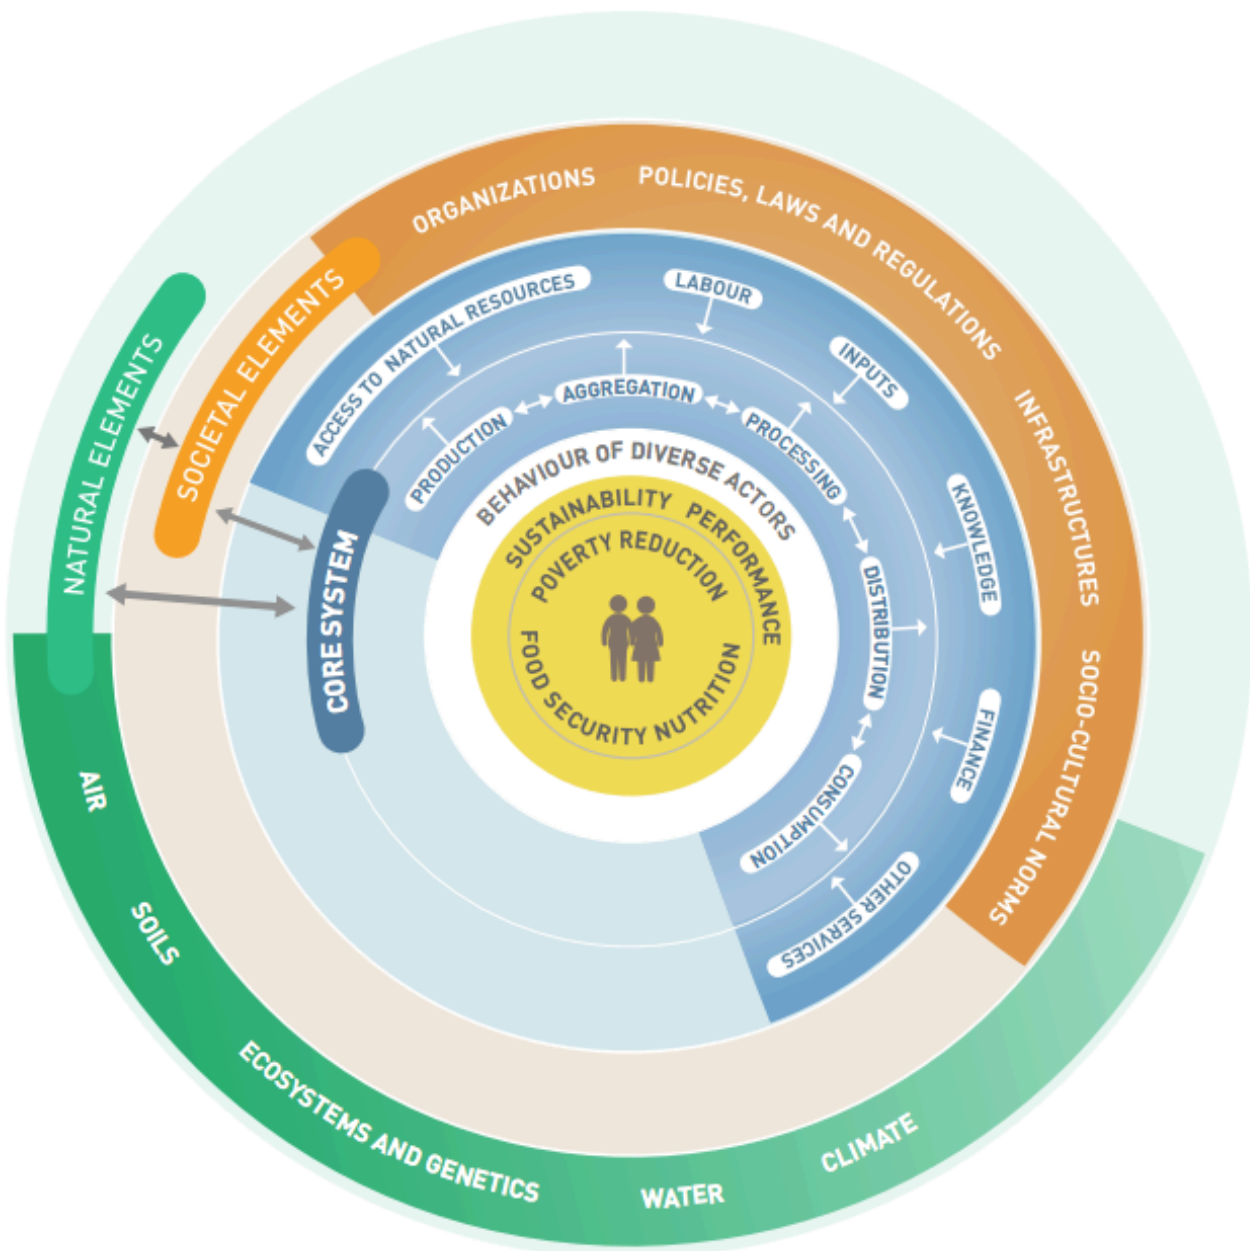 NATURAL ELEMENTS
SOCIETAL ELEMENTS
CORE SYSTEM
ORGANIZATIONS
POLICIES, LAWS AND REGULATIONS
INFRASTRUCTURES
SOCIO-CULTURAL NORMS
ACCESS TO NATURAL RESOURCES
LABOUR
INPUTS
KNOWLEDGE
FINANCE
OTHER SERVICES
PRODUCTION
AGGREGATION
PROCESSING
DISTRIBUTION
CONSUMPTION
BEHAVIOUR OF DIVERSE ACTORS
SUSTAINABILITY PERFORMANCE
POVERTY REDUCTION
FOOD SECURITY NUTRITION
AIR
SOILS
ECOSYSTEMS AND GENETICS
WATER
CLIMATE